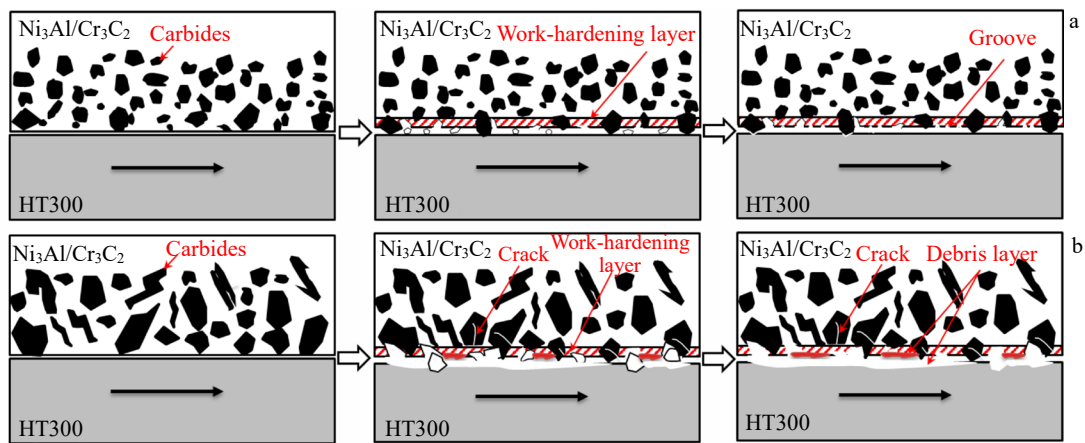 Ni₃Al/Cr₃C₂
Carbides
HT300
Ni₃Al/Cr₃C₂
Work-hardening layer
HT300
Ni₃Al/Cr₃C₂
Groove
HT300
a
Ni₃Al/Cr₃C₂
Carbides
HT300
Ni₃Al/Cr₃C₂
Crack
Work-hardening
layer
HT300
Ni₃Al/Cr₃C₂
Crack
Debris layer
HT300
b